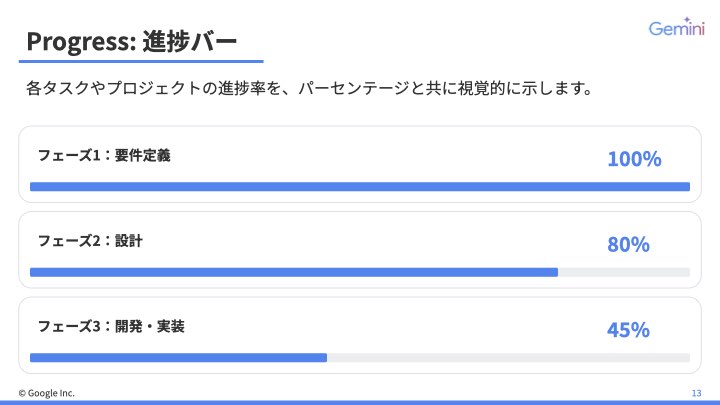 Gemini
Progress: 進捗バー
各タスクやプロジェクトの進捗率を、パーセンテージと共に視覚的に示します。
フェーズ1：要件定義
100%
フェーズ2：設計
80%
フェーズ3：開発・実装
45%
© Google Inc.
13